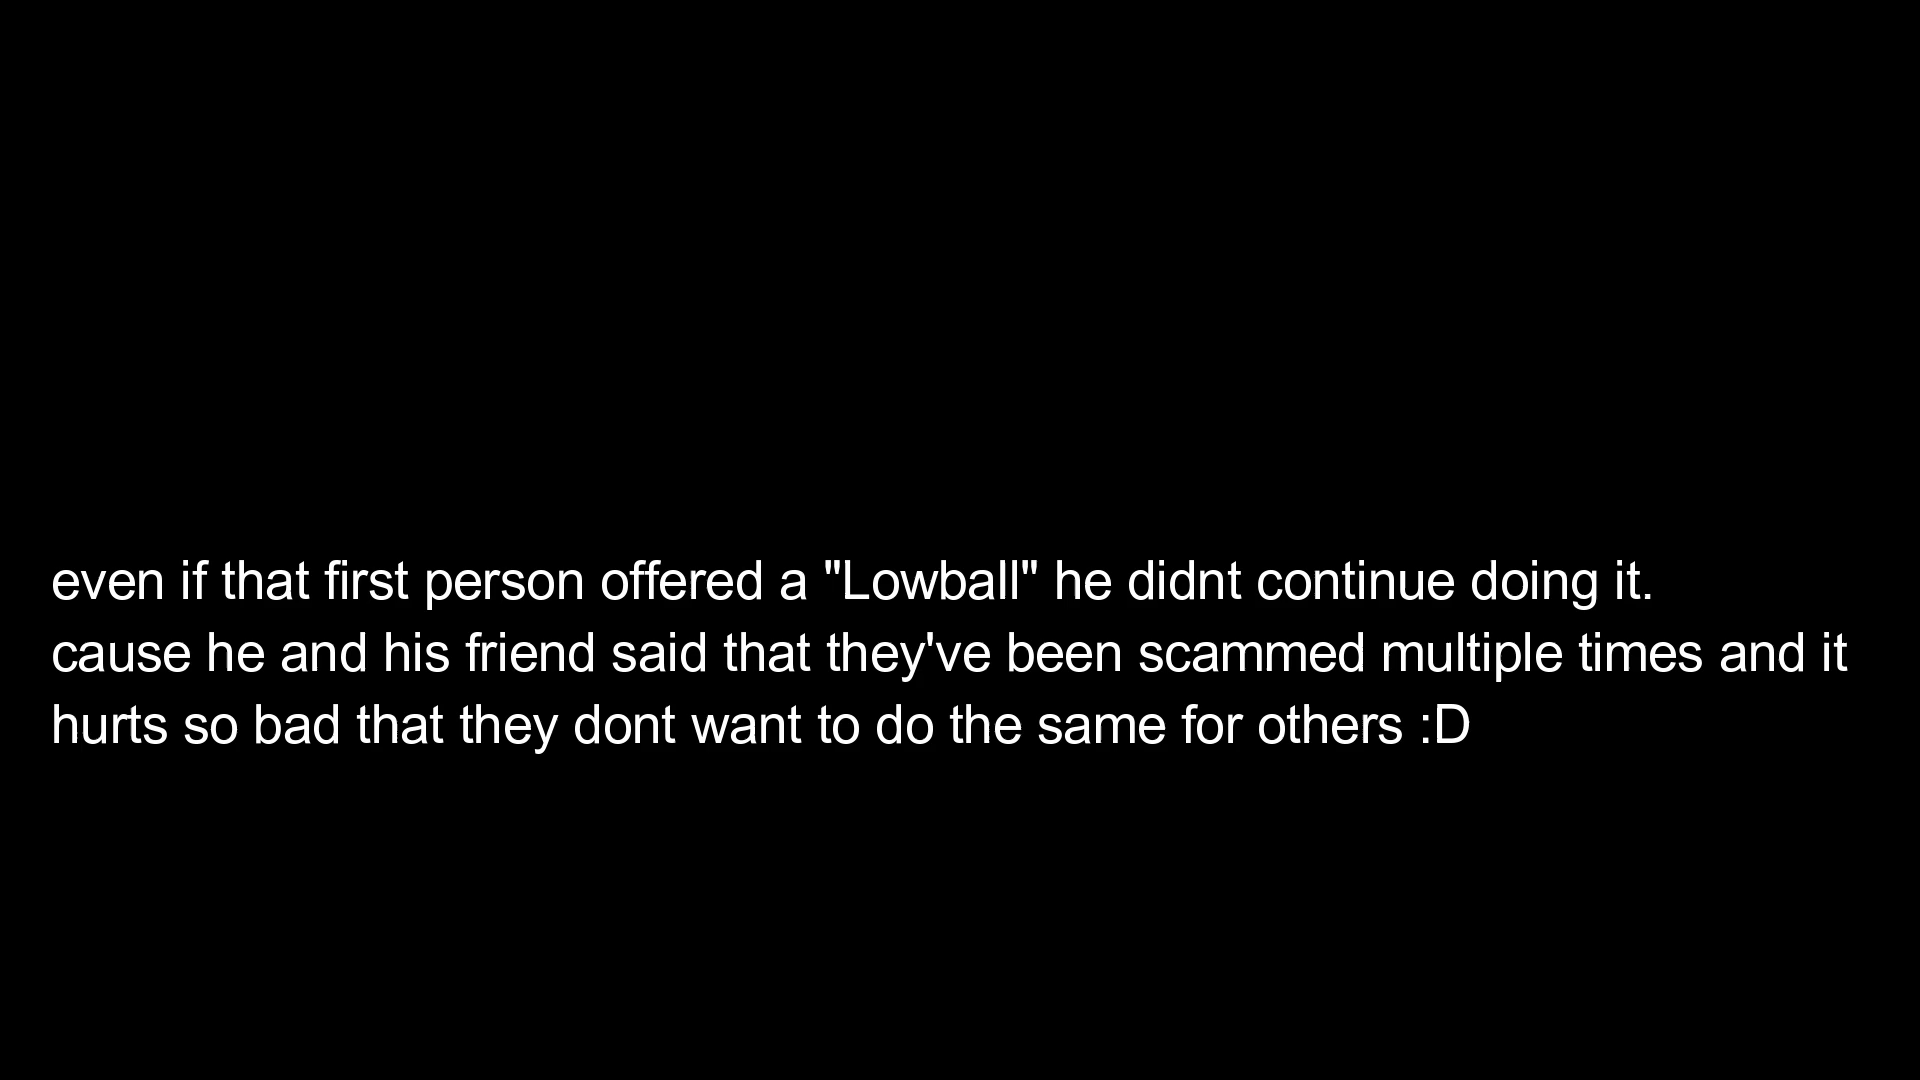 even if that first person offered a "Lowball" he didnt continue doing it.
cause he and his friend said that they've been scammed multiple times and it
hurts so bad that they dont want to do the same for others :D